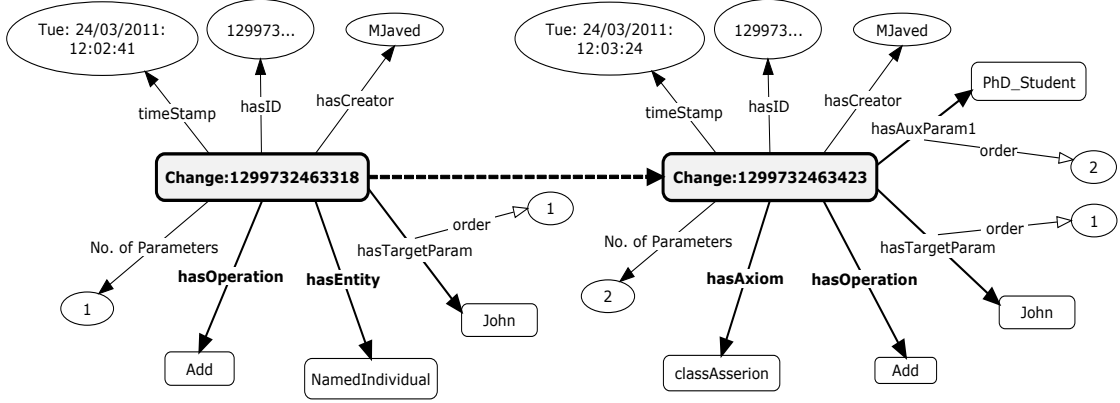 Tue: 24/03/2011:
12:02:41
129973...
MJaved
timeStamp
hasID
hasCreator
Change:1299732463318
No. of Parameters
1
hasOperation
hasEntity
hasTargetParam
order
1
Add
NamedIndividual
John
Tue: 24/03/2011:
12:03:24
129973...
MJaved
timeStamp
hasID
hasCreator
PhD_Student
hasAuxParam1
order
2
Change:1299732463423
No. of Parameters
2
hasAxiom
hasOperation
hasTargetParam
order
1
classAsserion
Add
John